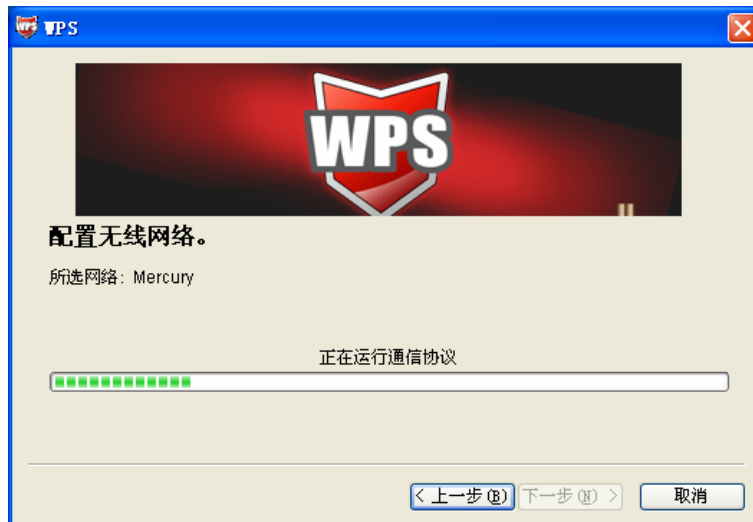 WPS
WPS
配置无线网络。
所选网络: Mercury
正在运行通信协议
< 上一步(B)
下一步(N) >
取消